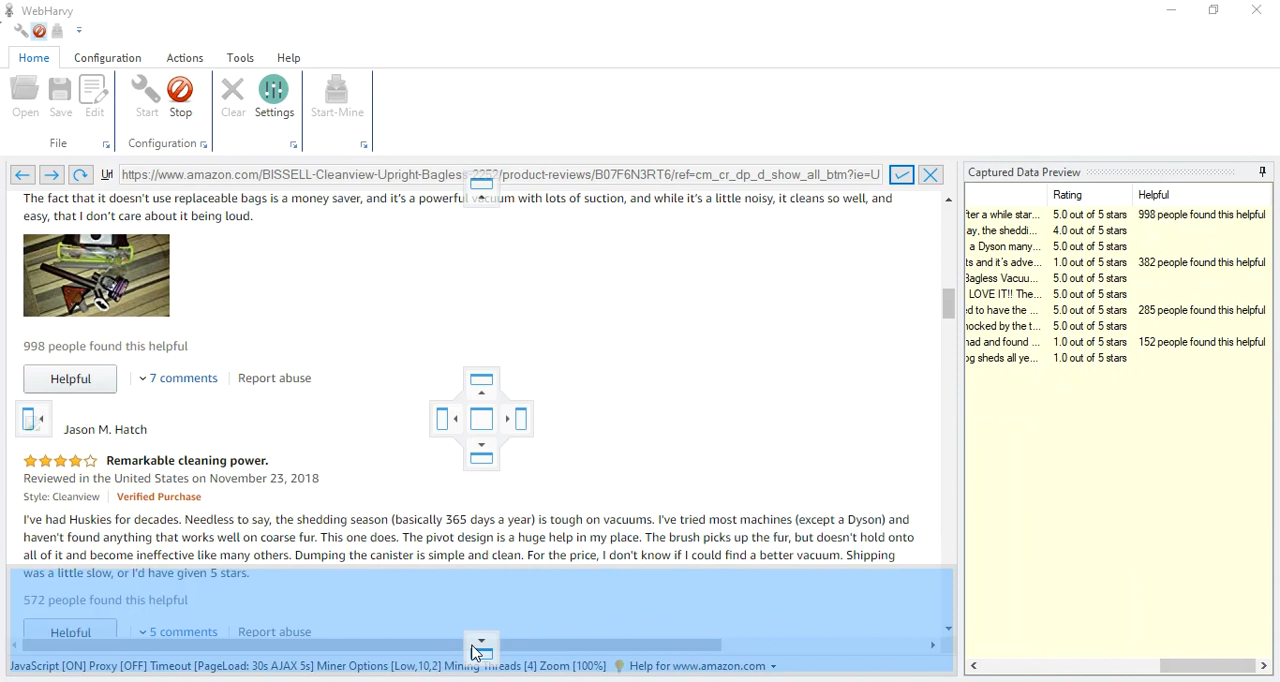 WebHarvy
Home Configuration Actions Tools Help
Open Save Edit Start Stop Clear Settings Start-Mine
File Configuration
Url https://www.amazon.com/BISSELL-Cleanview-Upright-Bagless-2252/product-reviews/B07F6N3RT6/ref=cm_cr_dp_d_show_all_btm?ie=U
Captured Data Preview
The fact that it doesn't use replaceable bags is a money saver, and it's a powerful vacuum with lots of suction, and while it's a little noisy, it cleans so well, and
easy, that I don't care about it being loud.
998 people found this helpful
Helpful 7 comments Report abuse
Jason M. Hatch
Remarkable cleaning power.
Reviewed in the United States on November 23, 2018
Style: Cleanview Verified Purchase
I've had Huskies for decades. Needless to say, the shedding season (basically 365 days a year) is tough on vacuums. I've tried most machines (except a Dyson) and
haven't found anything that works well on coarse fur. This one does. The pivot design is a huge help in my place. The brush picks up the fur, but doesn't hold onto
all of it and become ineffective like many others. Dumping the canister is simple and clean. For the price, I don't know if I could find a better vacuum. Shipping
was a little slow, or I'd have given 5 stars.
572 people found this helpful
Helpful 5 comments Report abuse
JavaScript [ON] Proxy [OFF] Timeout [PageLoad: 30s AJAX 5s] Miner Options [Low,10,2] Mining Threads [4] Zoom [100%] Help for www.amazon.com
Rating Helpful
fter a while star... 5.0 out of 5 stars 998 people found this helpful
ay, the sheddi... 4.0 out of 5 stars
a Dyson many... 5.0 out of 5 stars
ts and it's adve... 1.0 out of 5 stars 382 people found this helpful
Bagless Vacuu... 5.0 out of 5 stars
LOVE IT!! The... 5.0 out of 5 stars
ed to have the ... 5.0 out of 5 stars 285 people found this helpful
nocked by the t... 5.0 out of 5 stars
had and found ... 1.0 out of 5 stars 152 people found this helpful
og sheds all ye... 1.0 out of 5 stars